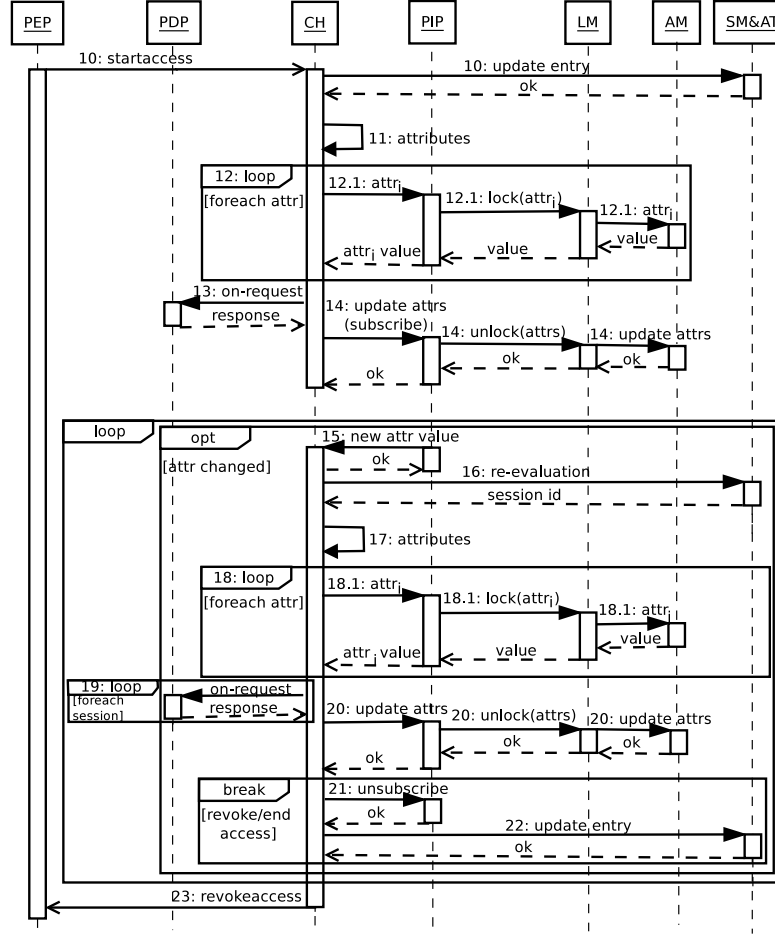 PEP PDP CH PIP LM AM SM&AT
10: startaccess
10: update entry
ok
11: attributes
12: loop
[foreach attr]
12.1: attri
12.1: lock(attri)
12.1: attri
value
value
attri value
13: on-request
response
14: update attrs
(subscribe)
14: unlock(attrs)
14: update attrs
ok
ok
ok
loop
opt
[attr changed]
15: new attr value
ok
16: re-evaluation
session id
17: attributes
18: loop
[foreach attr]
18.1: attri
18.1: lock(attri)
18.1: attri
value
value
attri value
19: loop
[foreach
session]
on-request
response
20: update attrs
20: unlock(attrs)
20: update attrs
ok
ok
ok
break
[revoke/end
access]
21: unsubscribe
ok
22: update entry
ok
23: revokeaccess